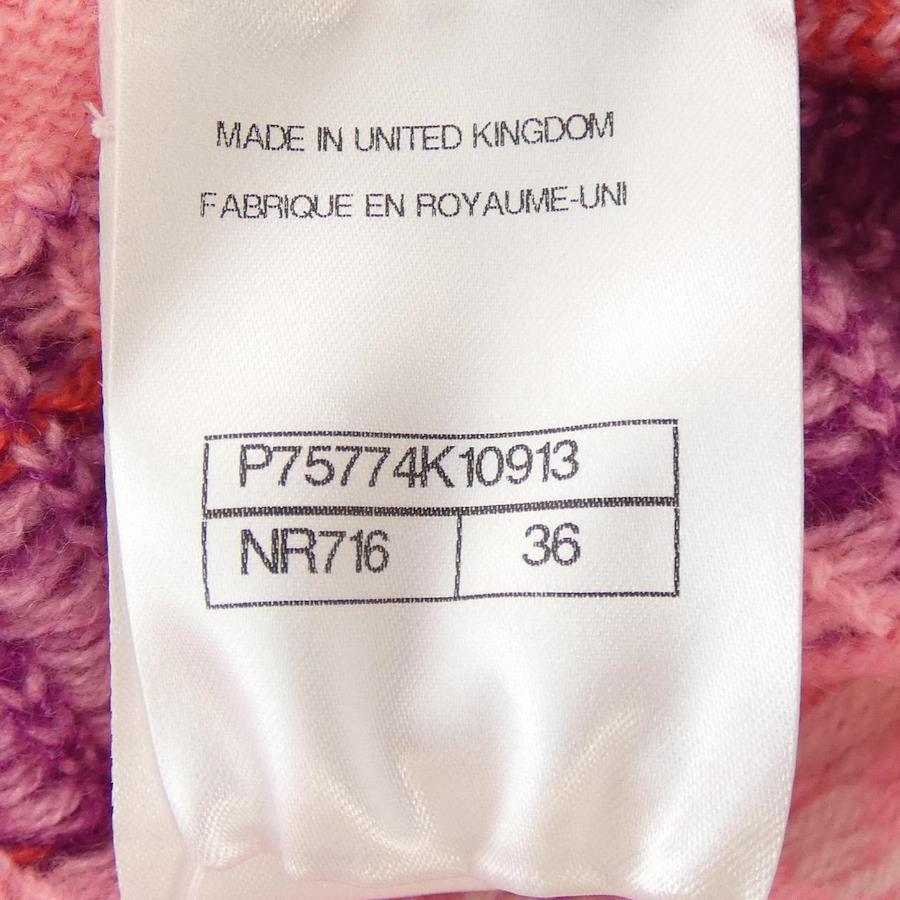 MADE IN UNITED KINGDOM
FABRIQUE EN ROYAUME-UNI
P75774K10913
NR716 36